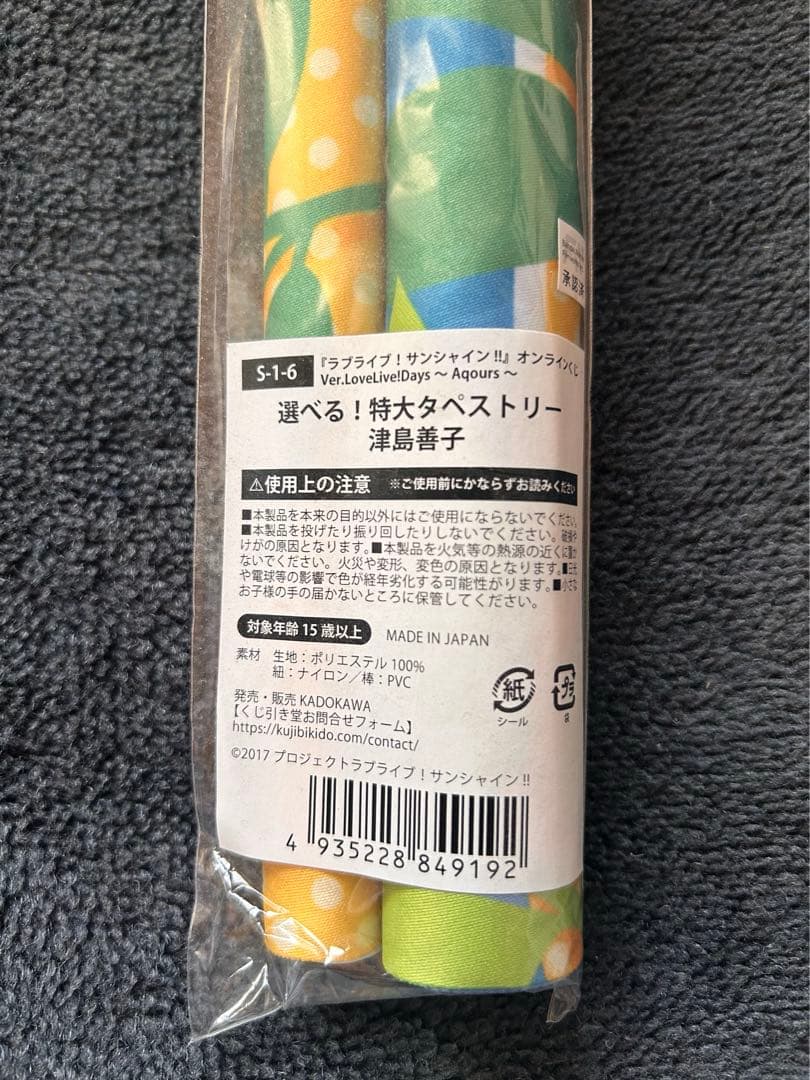 承認済
S-1-6
『ラブライブ！サンシャイン!!』オンラインくじ
Ver.LoveLive!Days ～ Aqours ～
選べる！特大タペストリー
津島善子
⚠使用上の注意 ※ご使用前にかならずお読みください
■本製品を本来の目的以外にはご使用にならないでください。
■本製品を投げたり振り回したりしないでください。破損や
けがの原因となります。■本製品を火気等の熱源の近くに置か
ないでください。火災や変形、変色の原因となります。■日光
や電球等の影響で色が経年劣化する可能性がります。■小さな
お子様の手の届かないところに保管してください。
対象年齢 15 歳以上 MADE IN JAPAN
素材 生地：ポリエステル 100%
紐：ナイロン／棒：PVC
紙
シール
プラ
袋
発売・販売 KADOKAWA
【くじ引き堂お問合せフォーム】
https://kujibikido.com/contact/
©2017 プロジェクトラブライブ！サンシャイン!!
4 935228 849192